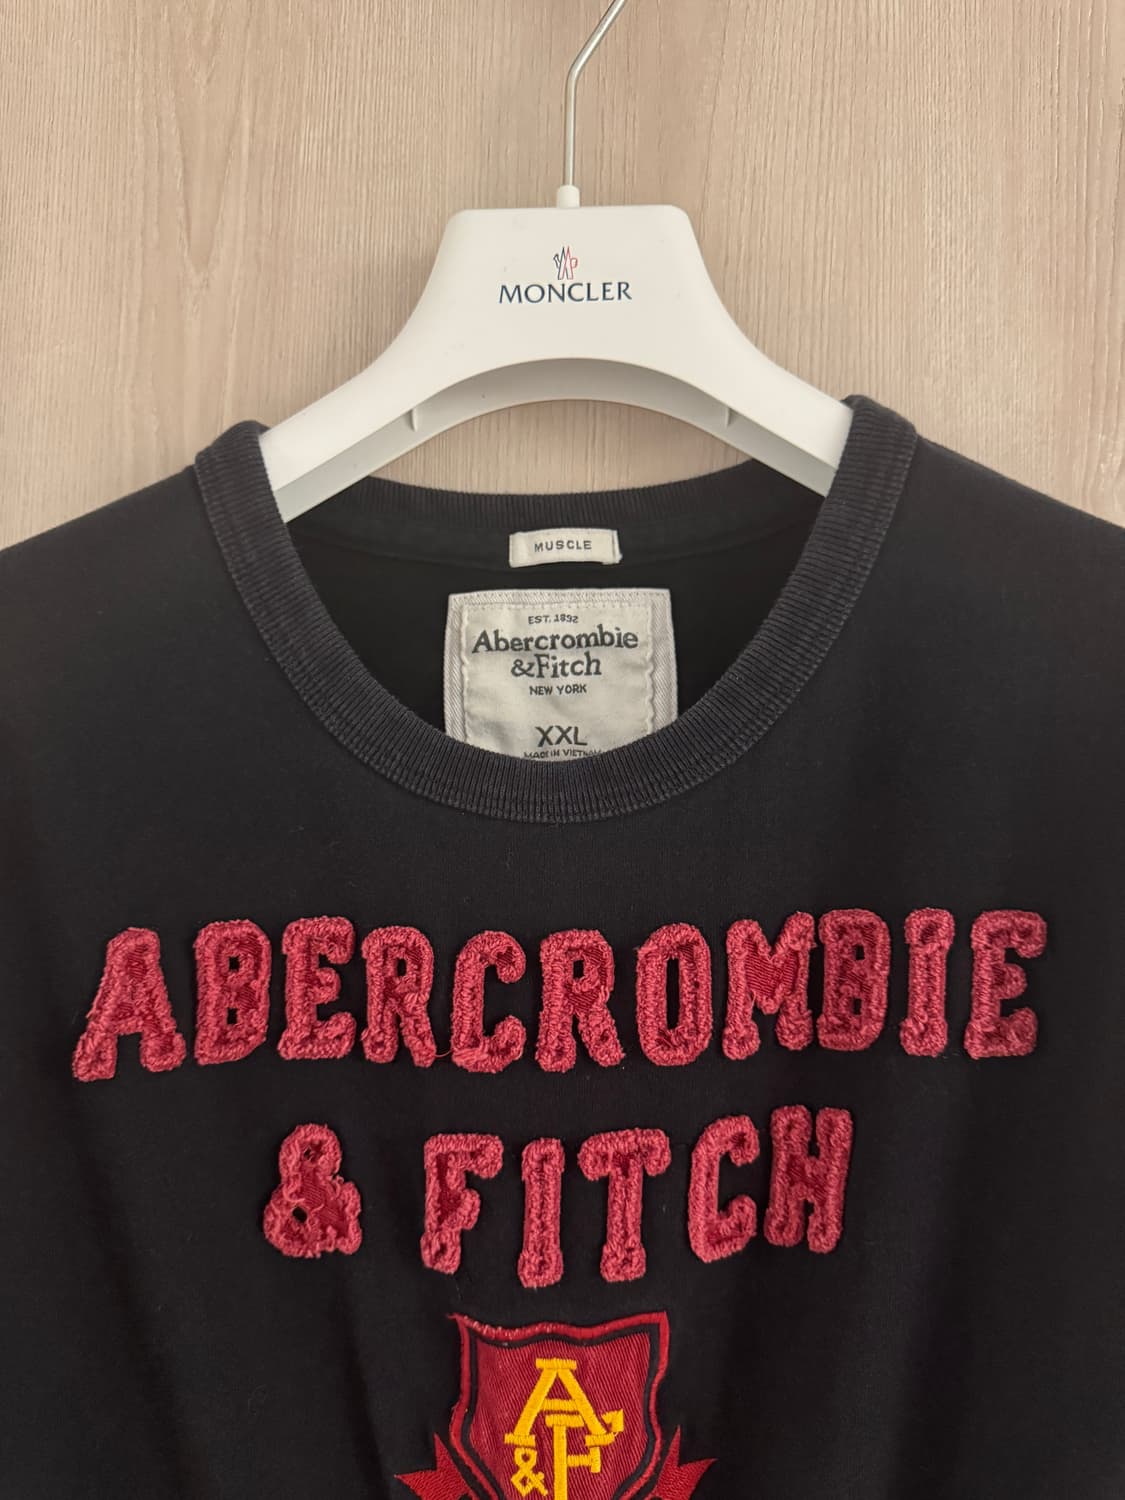 MONCLER
MUSCLE
EST. 1892
Abercrombie
&Fitch
NEW YORK
XXL
MADE IN VIETNAM
ABERCROMBIE
& FITCH
A
&F